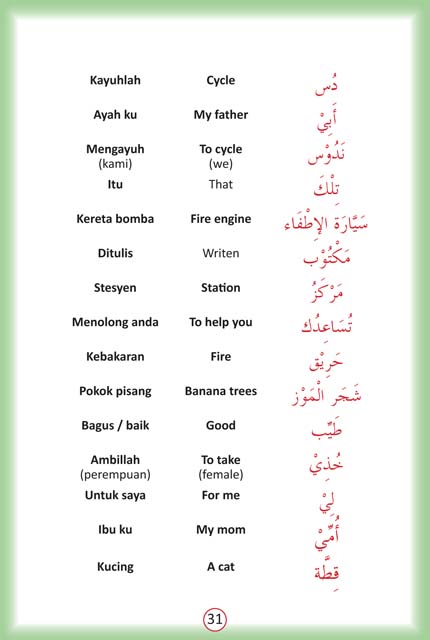 Kayuhlah Cycle دُس
Ayah ku My father أَبِيْ
Mengayuh To cycle نَدُوْس
(kami) (we)
Itu That تِلْكَ
Kereta bomba Fire engine سَيَّارَة الإِطْفَاء
Ditulis Writen مَكْتُوْب
Stesyen Station مَرْكَزُ
Menolong anda To help you تُسَاعِدُك
Kebakaran Fire حَرِيْق
Pokok pisang Banana trees شَجَر الْمَوْز
Bagus / baik Good طَيِّب
Ambillah To take خُذِيْ
(perempuan) (female)
Untuk saya For me لِيْ
Ibu ku My mom أُمِّيْ
Kucing A cat قِطَّة
31